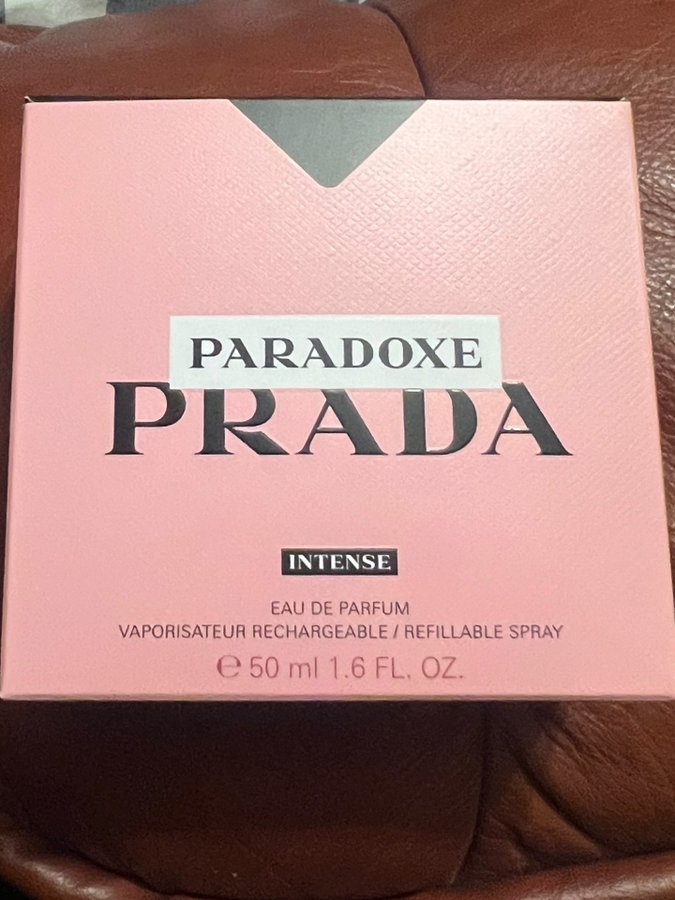 PARADOXE
PRADA
INTENSE
EAU DE PARFUM
VAPORISATEUR RECHARGEABLE / REFILLABLE SPRAY
℮ 50 ml 1.6 FL. OZ.